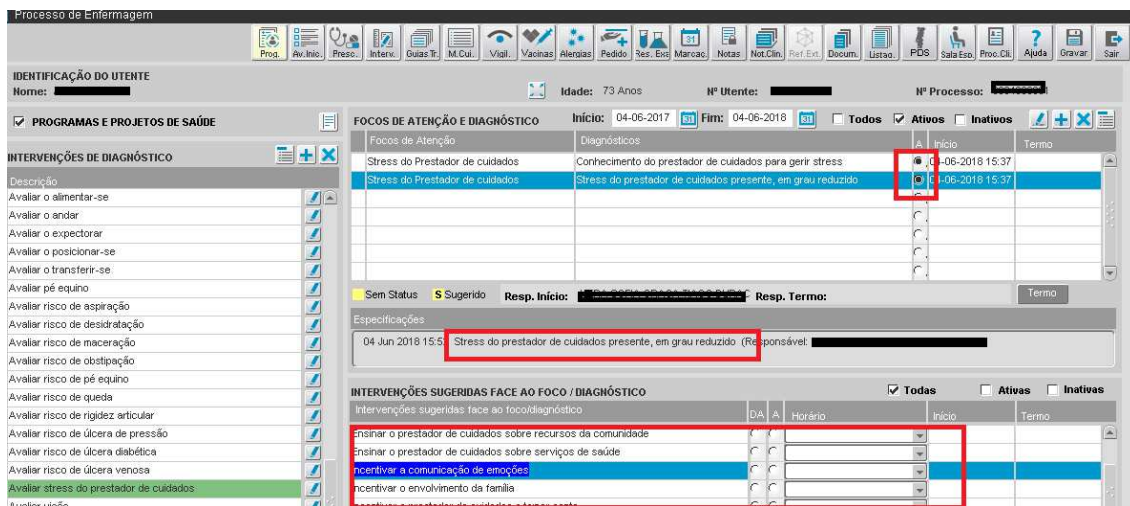 Processo de Enfermagem
Prog. Av.Inic. Presc. Interv. Guias Tr. M.Cui. Vigil. Vacinas Alergias Pedido Res. Exa Marcac. Notas Not.Clin. Ref.Ext. Docum. Listag. PDS Sala Esp. Proc. Cli. Ajuda Gravar Sair
IDENTIFICAÇÃO DO UTENTE
Nome: Idade: 73 Anos Nº Utente: Nº Processo:
PROGRAMAS E PROJETOS DE SAÚDE
INTERVENÇÕES DE DIAGNÓSTICO
Descrição
Avaliar o alimentar-se
Avaliar o andar
Avaliar o expectorar
Avaliar o posicionar-se
Avaliar o transferir-se
Avaliar pé equino
Avaliar risco de aspiração
Avaliar risco de desidratação
Avaliar risco de maceração
Avaliar risco de obstipação
Avaliar risco de pé equino
Avaliar risco de queda
Avaliar risco de rigidez articular
Avaliar risco de úlcera de pressão
Avaliar risco de úlcera diabética
Avaliar risco de úlcera venosa
Avaliar stress do prestador de cuidados
Avaliar visão
FOCOS DE ATENÇÃO E DIAGNÓSTICO Início: 04-06-2017 31 Fim: 04-06-2018 31 Todos Ativos Inativos
Focos de Atenção Diagnósticos A Início Termo
Stress do Prestador de cuidados Conhecimento do prestador de cuidados para gerir stress 04-06-2018 15:37
Stress do Prestador de cuidados Stress do prestador de cuidados presente, em grau reduzido 04-06-2018 15:37
Sem Status S Sugerido Resp. Início: Resp. Termo: Termo
Especificações
04 Jun 2018 Stress do prestador de cuidados presente, em grau reduzido (Responsável:
INTERVENÇÕES SUGERIDAS FACE AO FOCO / DIAGNÓSTICO Todas Ativas Inativas
Intervenções sugeridas face ao foco/diagnóstico DA A Horário Início Termo
Ensinar o prestador de cuidados sobre recursos da comunidade
Ensinar o prestador de cuidados sobre serviços de saúde
Incentivar a comunicação de emoções
Incentivar o envolvimento da família